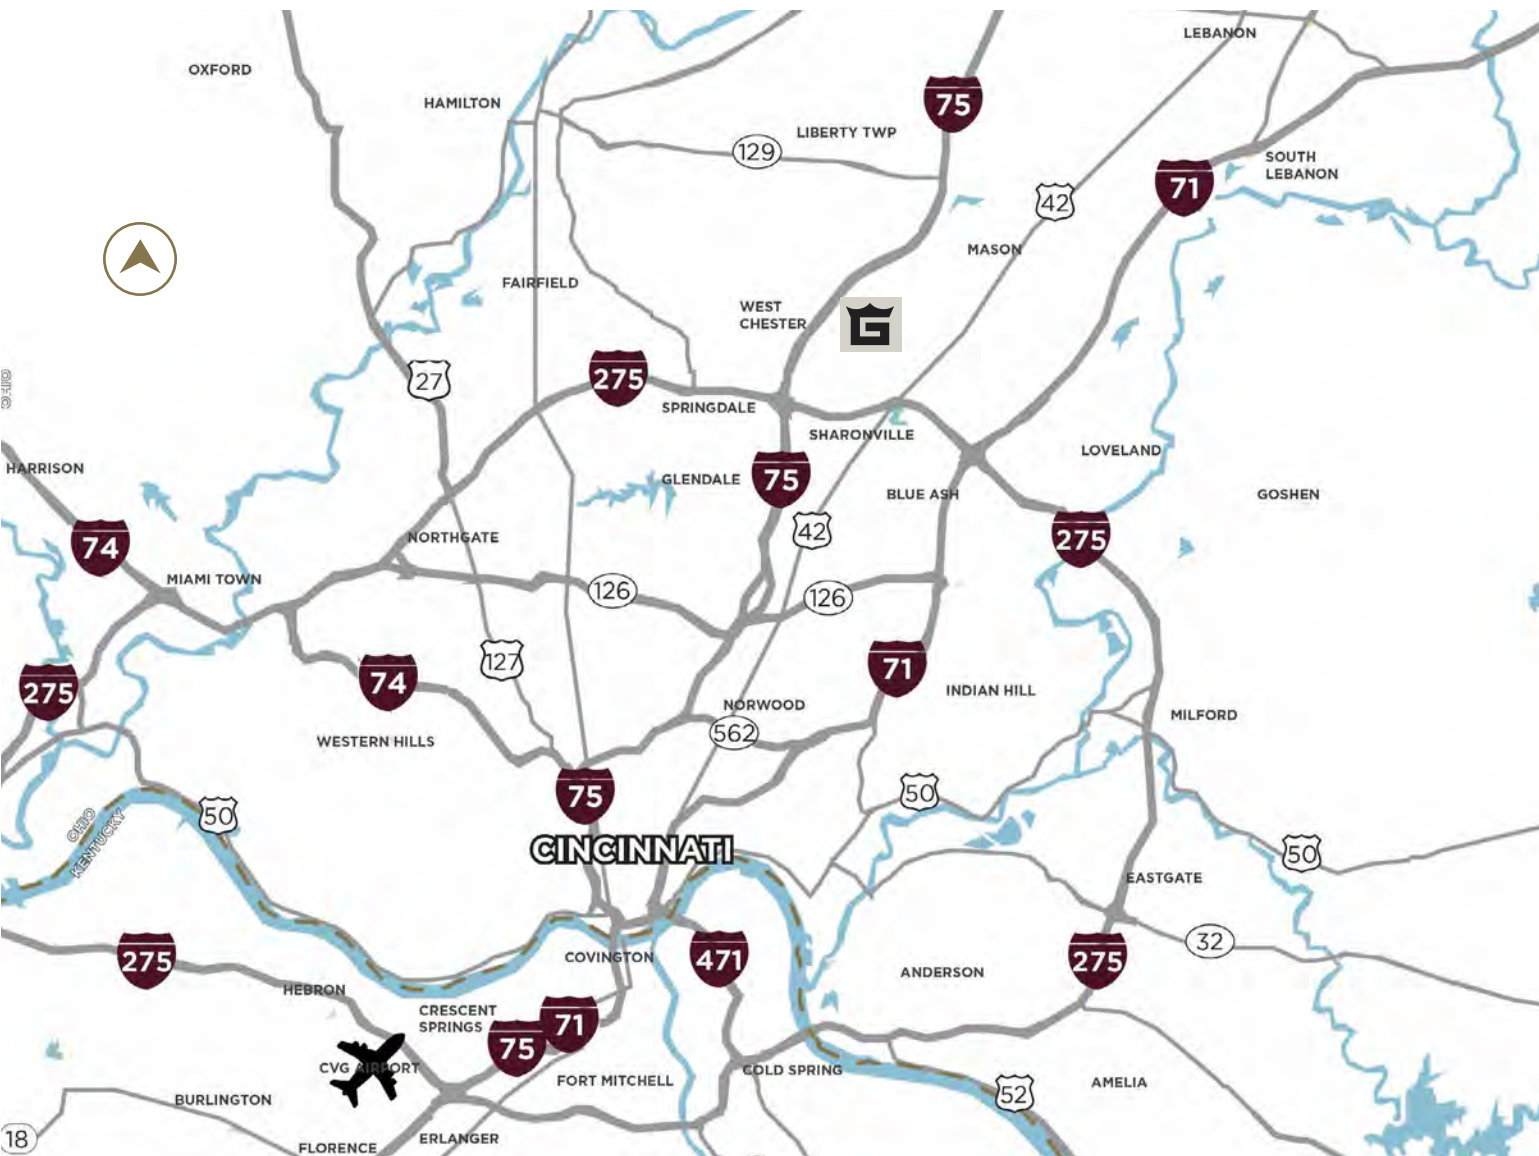 LEBANON
OXFORD
HAMILTON
75
LIBERTY TWP
129
SOUTH
LEBANON
71
42
MASON
FAIRFIELD
WEST
CHESTER
G
OHIO
27
275
SPRINGDALE
SHARONVILLE
LOVELAND
HARRISON
GLENDALE
75
BLUE ASH
GOSHEN
42
74
NORTHGATE
275
MIAMI TOWN
126
126
127
71
74
275
INDIAN HILL
NORWOOD
MILFORD
562
WESTERN HILLS
75
50
50
OHIO
KENTUCKY
CINCINNATI
50
EASTGATE
32
275
COVINGTON
471
275
ANDERSON
HEBRON
CRESCENT
SPRINGS
71
75
CVG AIRPORT
COLD SPRING
FORT MITCHELL
AMELIA
52
BURLINGTON
18
ERLANGER
FLORENCE